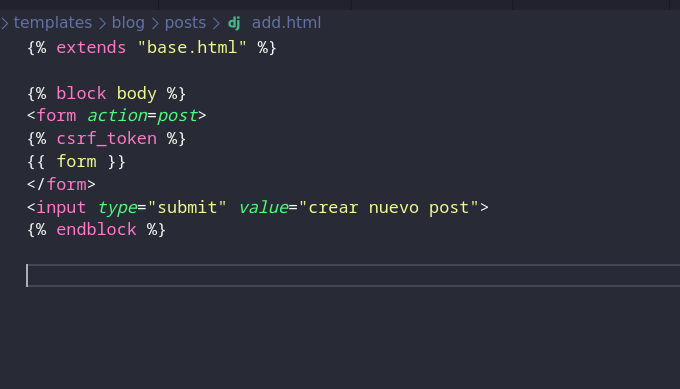 templates > blog > posts > dj add.html
{% extends "base.html" %}
{% block body %}
<form action=post>
{% csrf_token %}
{{ form }}
</form>
<input type="submit" value="crear nuevo post">
{% endblock %}